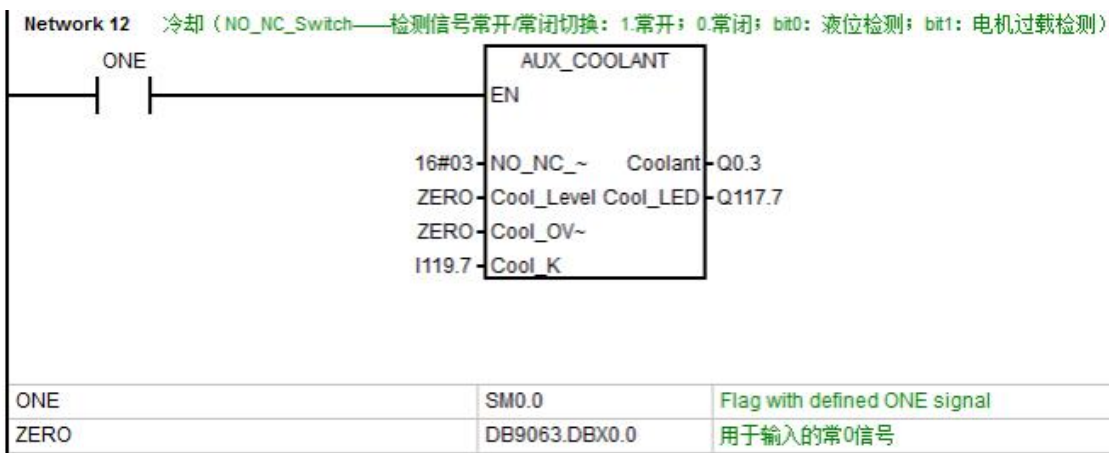 Network 12 冷却（NO_NC_Switch——检测信号常开/常闭切换：1.常开；0.常闭；bit0：液位检测；bit1：电机过载检测）
ONE
AUX_COOLANT
EN
16#03 NO_NC_~ Coolant Q0.3
ZERO Cool_Level Cool_LED Q117.7
ZERO Cool_OV~
I119.7 Cool_K
ONE SM0.0 Flag with defined ONE signal
ZERO DB9063.DBX0.0 用于输入的常0信号